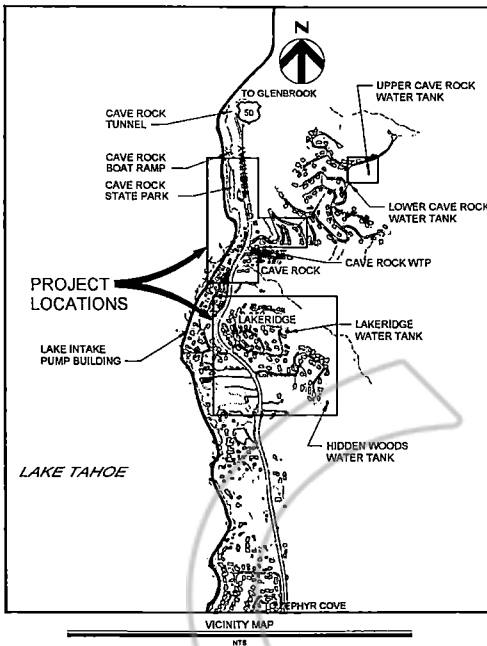 N
TO GLENBROOK
50
CAVE ROCK
TUNNEL
CAVE ROCK
BOAT RAMP
CAVE ROCK
STATE PARK
UPPER CAVE ROCK
WATER TANK
LOWER CAVE ROCK
WATER TANK
CAVE ROCK WTP
CAVE ROCK
PROJECT
LOCATIONS
LAKERIDGE
LAKERIDGE
WATER TANK
LAKE INTAKE
PUMP BUILDING
HIDDEN WOODS
WATER TANK
LAKE TAHOE
TO ZEPHYR COVE
VICINITY MAP
NTS